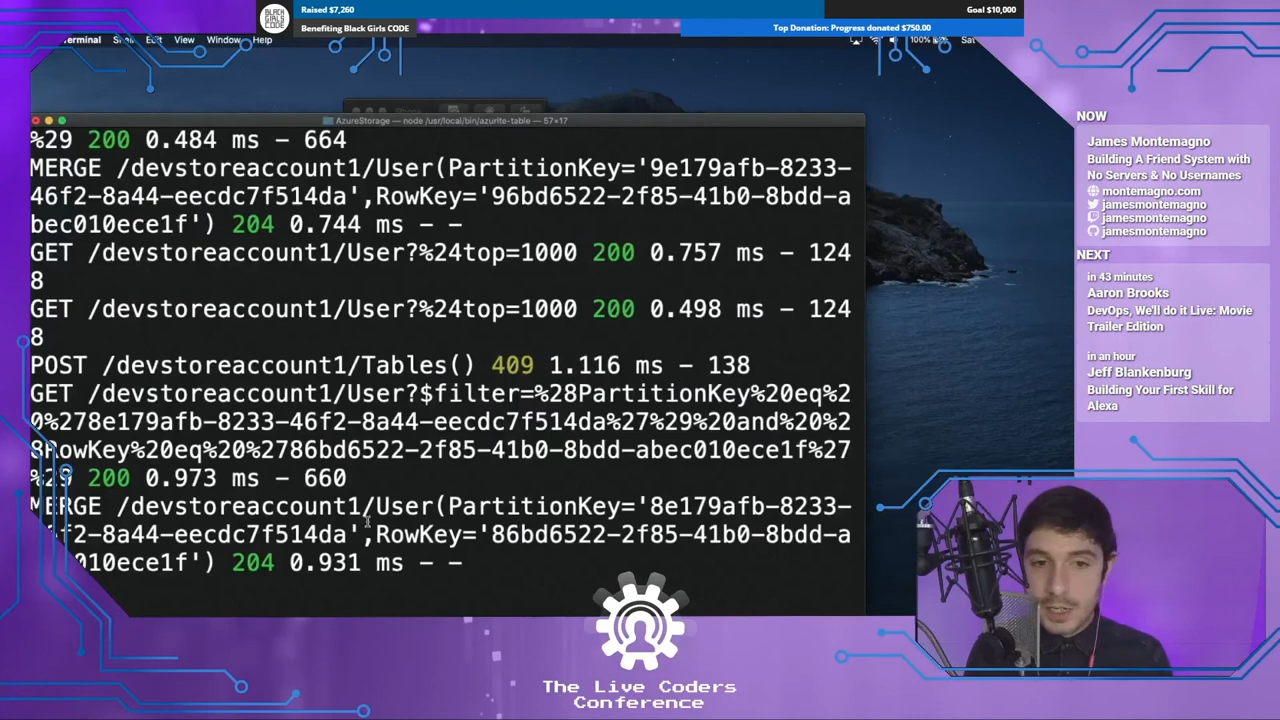 BLACK
GIRLS
CODE
Raised $7,260
Goal $10,000
Benefiting Black Girls CODE
Top Donation: Progress donated $750.00
Terminal Shell Edit View Window Help
100% Sat
AzureStorage — node /usr/local/bin/azurite-table — 57×17
%29 200 0.484 ms - 664
MERGE /devstoreaccount1/User(PartitionKey='9e179afb-8233-
46f2-8a44-eecdc7f514da',RowKey='96bd6522-2f85-41b0-8bdd-a
bec010ece1f') 204 0.744 ms - -
GET /devstoreaccount1/User?%24top=1000 200 0.757 ms - 124
8
GET /devstoreaccount1/User?%24top=1000 200 0.498 ms - 124
8
POST /devstoreaccount1/Tables() 409 1.116 ms - 138
GET /devstoreaccount1/User?$filter=%28PartitionKey%20eq%2
0%278e179afb-8233-46f2-8a44-eecdc7f514da%27%29%20and%20%2
8RowKey%20eq%20%2786bd6522-2f85-41b0-8bdd-abec010ece1f%27
%29 200 0.973 ms - 660
MERGE /devstoreaccount1/User(PartitionKey='8e179afb-8233-
f2-8a44-eecdc7f514da',RowKey='86bd6522-2f85-41b0-8bdd-a
010ece1f') 204 0.931 ms - -
NOW
James Montemagno
Building A Friend System with
No Servers & No Usernames
montemagno.com
jamesmontemagno
jamesmontemagno
jamesmontemagno
NEXT
in 43 minutes
Aaron Brooks
DevOps, We'll do it Live: Movie
Trailer Edition
in an hour
Jeff Blankenburg
Building Your First Skill for
Alexa
The Live Coders
Conference